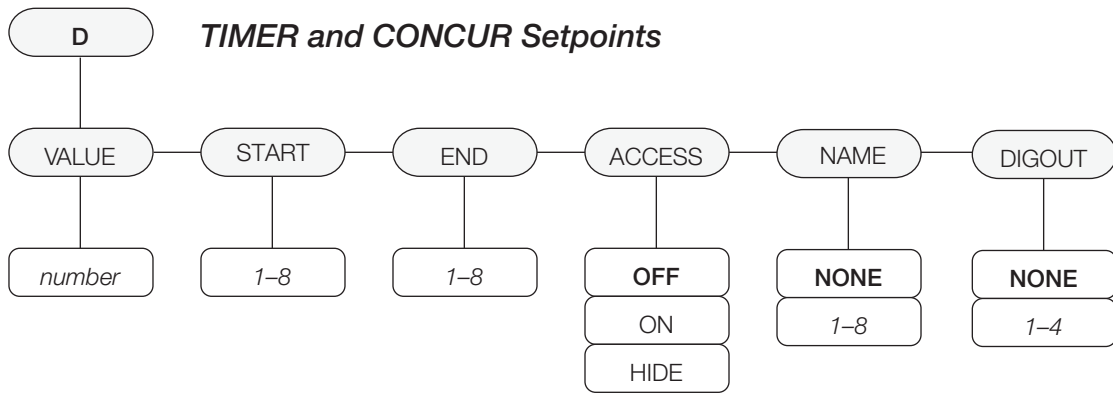 D
TIMER and CONCUR Setpoints
VALUE
START
END
ACCESS
NAME
DIGOUT
number
1–8
1–8
OFF
NONE
NONE
ON
1–8
1–4
HIDE